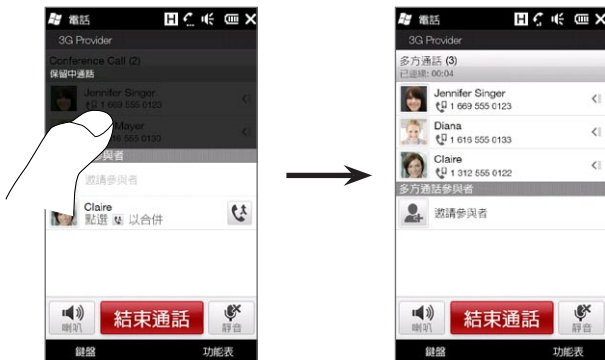 電話
3G Provider
Conference Call (2)
保留中通話
Jennifer Singer
1 669 555 0123
Mayer
16 555 0133
參與者
邀請參與者
Claire
點選 以合併
喇叭
結束通話
靜音
鍵盤
功能表
電話
3G Provider
多方通話 (3)
已連線: 00:04
Jennifer Singer
1 669 555 0123
Diana
1 616 555 0133
Claire
1 312 555 0122
多方通話參與者
邀請參與者
喇叭
結束通話
靜音
鍵盤
功能表